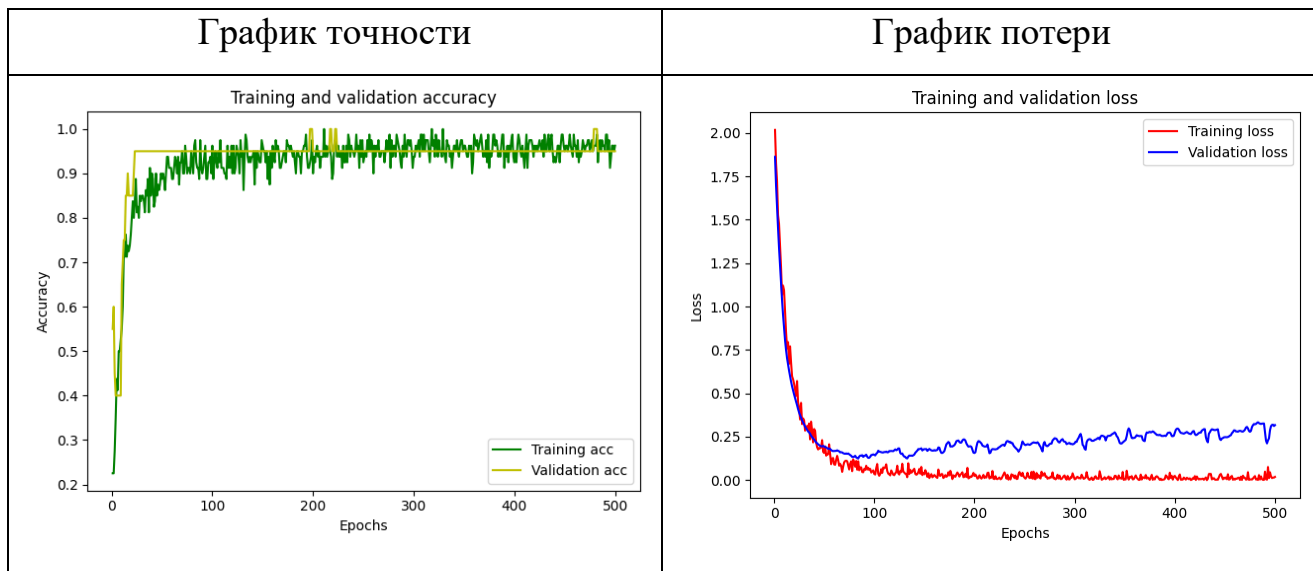 График точности
График потери
Training and validation accuracy
1.0
0.9
0.8
0.7
0.6
0.5
0.4
0.3
0.2
Accuracy
Training acc
Validation acc
0
100
200
300
400
500
Epochs
Training and validation loss
2.00
1.75
1.50
1.25
1.00
0.75
0.50
0.25
0.00
Loss
Training loss
Validation loss
0
100
200
300
400
500
Epochs